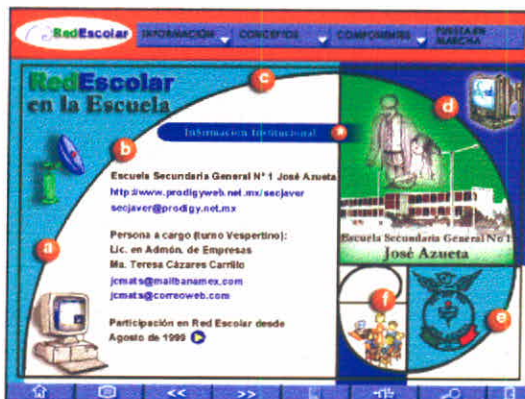 RedEscolar
INFORMACIÓN
CONCEPTOS
COMPONENTES
PUESTA EN
MARCHA
RedEscolar
en la Escuela
c
d
b
Información Institucional
Escuela Secundaria General N° 1 José Azueta
http://www.prodigyweb.net.mx/secjaver
secjaver@prodigy.net.mx
Persona a cargo (turno Vespertino):
Lic. en Admón. de Empresas
Ma. Teresa Cázares Carrillo
jcmats@mailbanamex.com
jcmats@correoweb.com
Participación en Red Escolar desde
Agosto de 1999
Escuela Secundaria General No 1
José Azueta
a
f
e
<<
>>